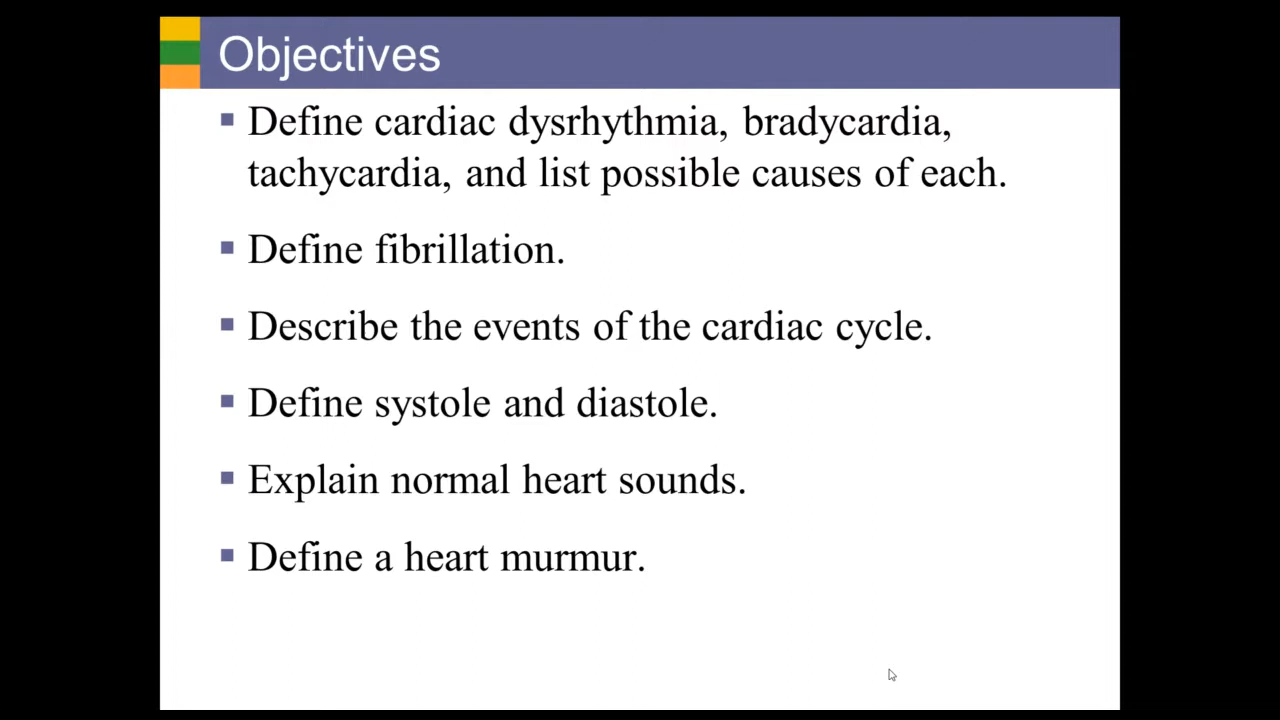 Objectives
▪ Define cardiac dysrhythmia, bradycardia,
tachycardia, and list possible causes of each.
▪ Define fibrillation.
▪ Describe the events of the cardiac cycle.
▪ Define systole and diastole.
▪ Explain normal heart sounds.
▪ Define a heart murmur.